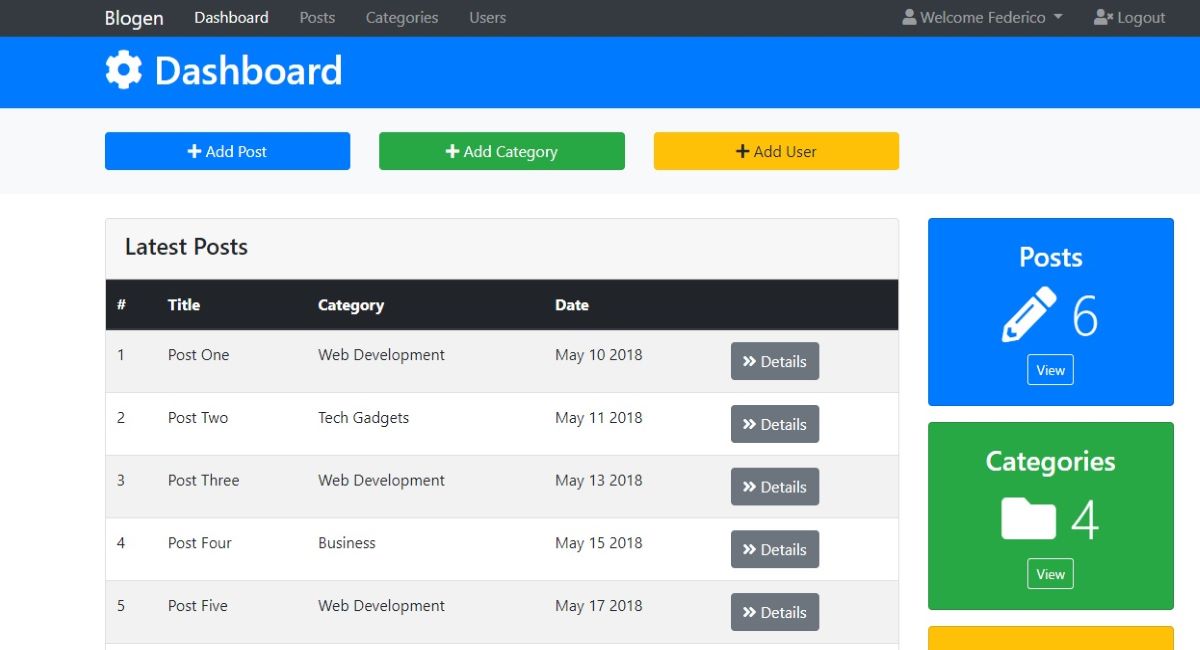 Blogen Dashboard Posts Categories Users Welcome Federico Logout
Dashboard
Add Post Add Category Add User
Latest Posts
# Title Category Date
1 Post One Web Development May 10 2018 Details
2 Post Two Tech Gadgets May 11 2018 Details
3 Post Three Web Development May 13 2018 Details
4 Post Four Business May 15 2018 Details
5 Post Five Web Development May 17 2018 Details
Posts
6
View
Categories
4
View